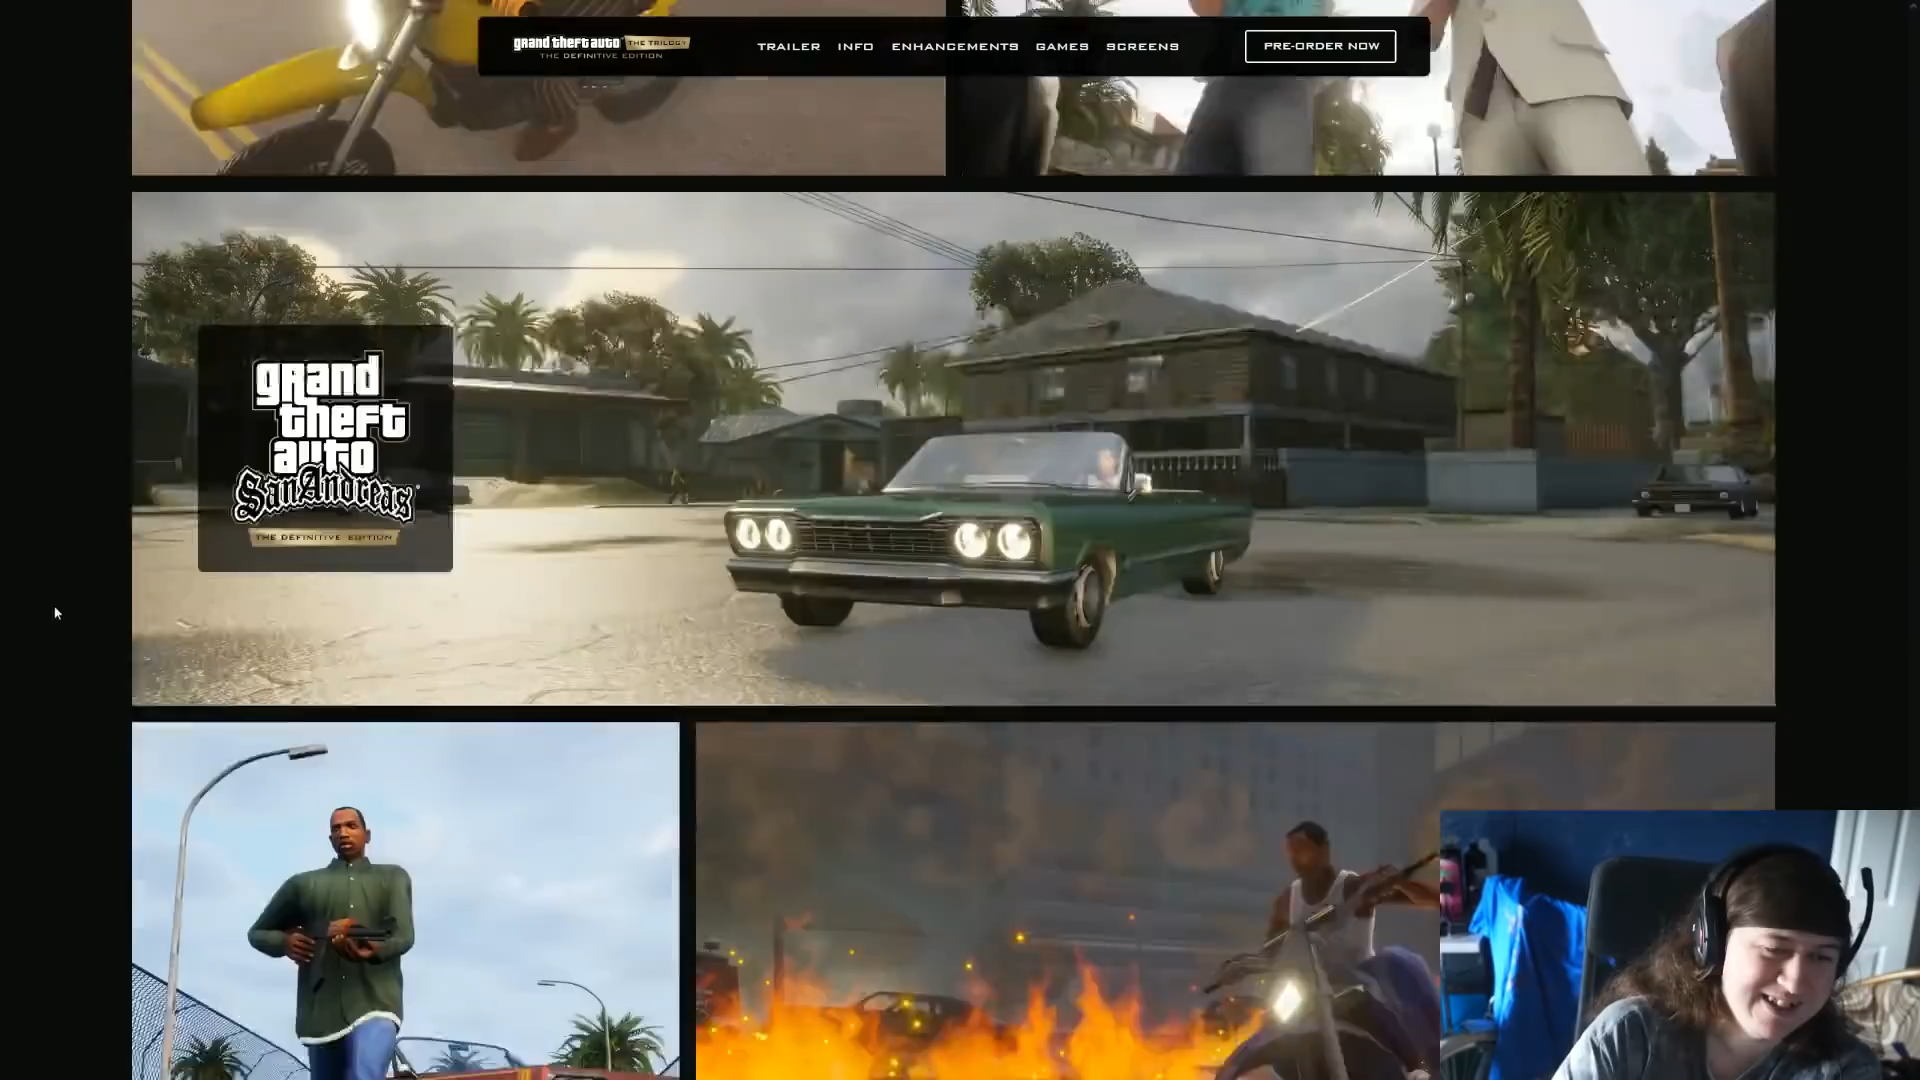 grand theft auto THE TRILOGY
THE DEFINITIVE EDITION
TRAILER INFO ENHANCEMENTS GAMES SCREENS
PRE-ORDER NOW
grand
theft
auto
San Andreas
THE DEFINITIVE EDITION